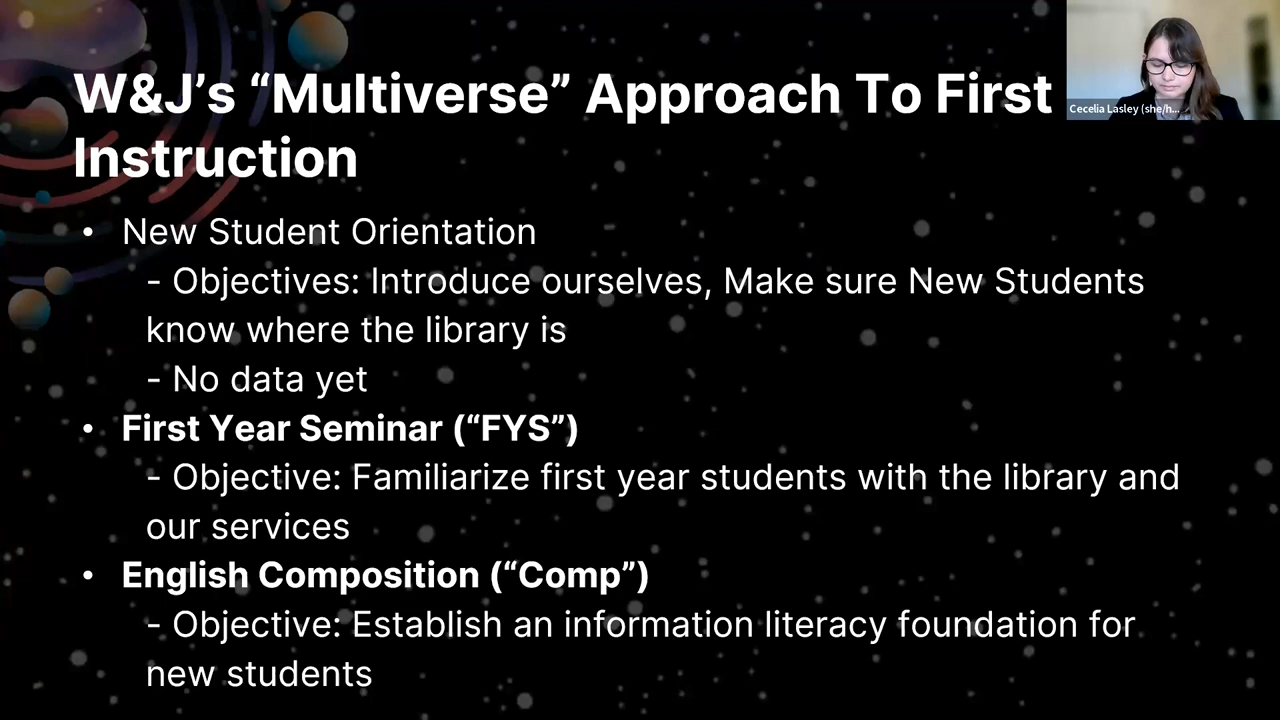 W&J’s “Multiverse” Approach To First
Instruction
Cecelia Lasley (she/h...
• New Student Orientation
- Objectives: Introduce ourselves, Make sure New Students
know where the library is
- No data yet
• First Year Seminar (“FYS”)
- Objective: Familiarize first year students with the library and
our services
• English Composition (“Comp”)
- Objective: Establish an information literacy foundation for
new students